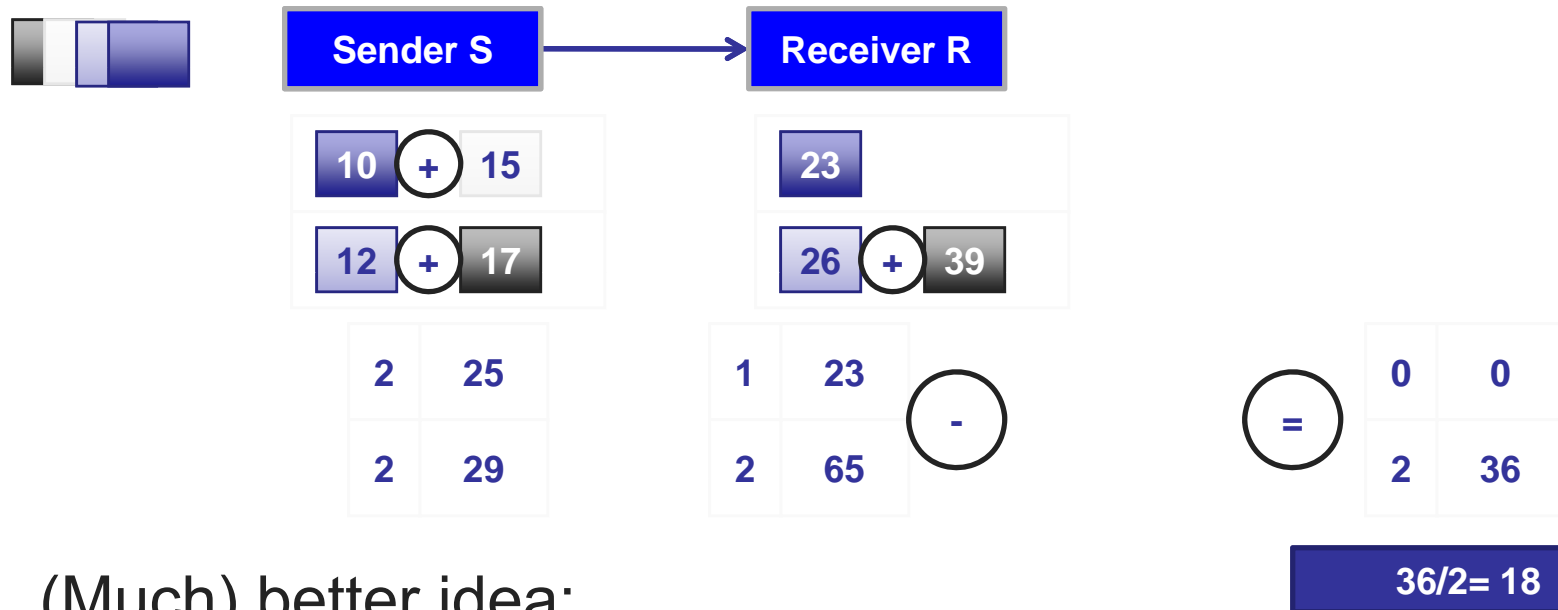 Sender S Receiver R
10 + 15 23
12 + 17 26 + 39
2 25 1 23 0 0
- =
2 29 2 65 2 36
36/2= 18
(Much) better idea: